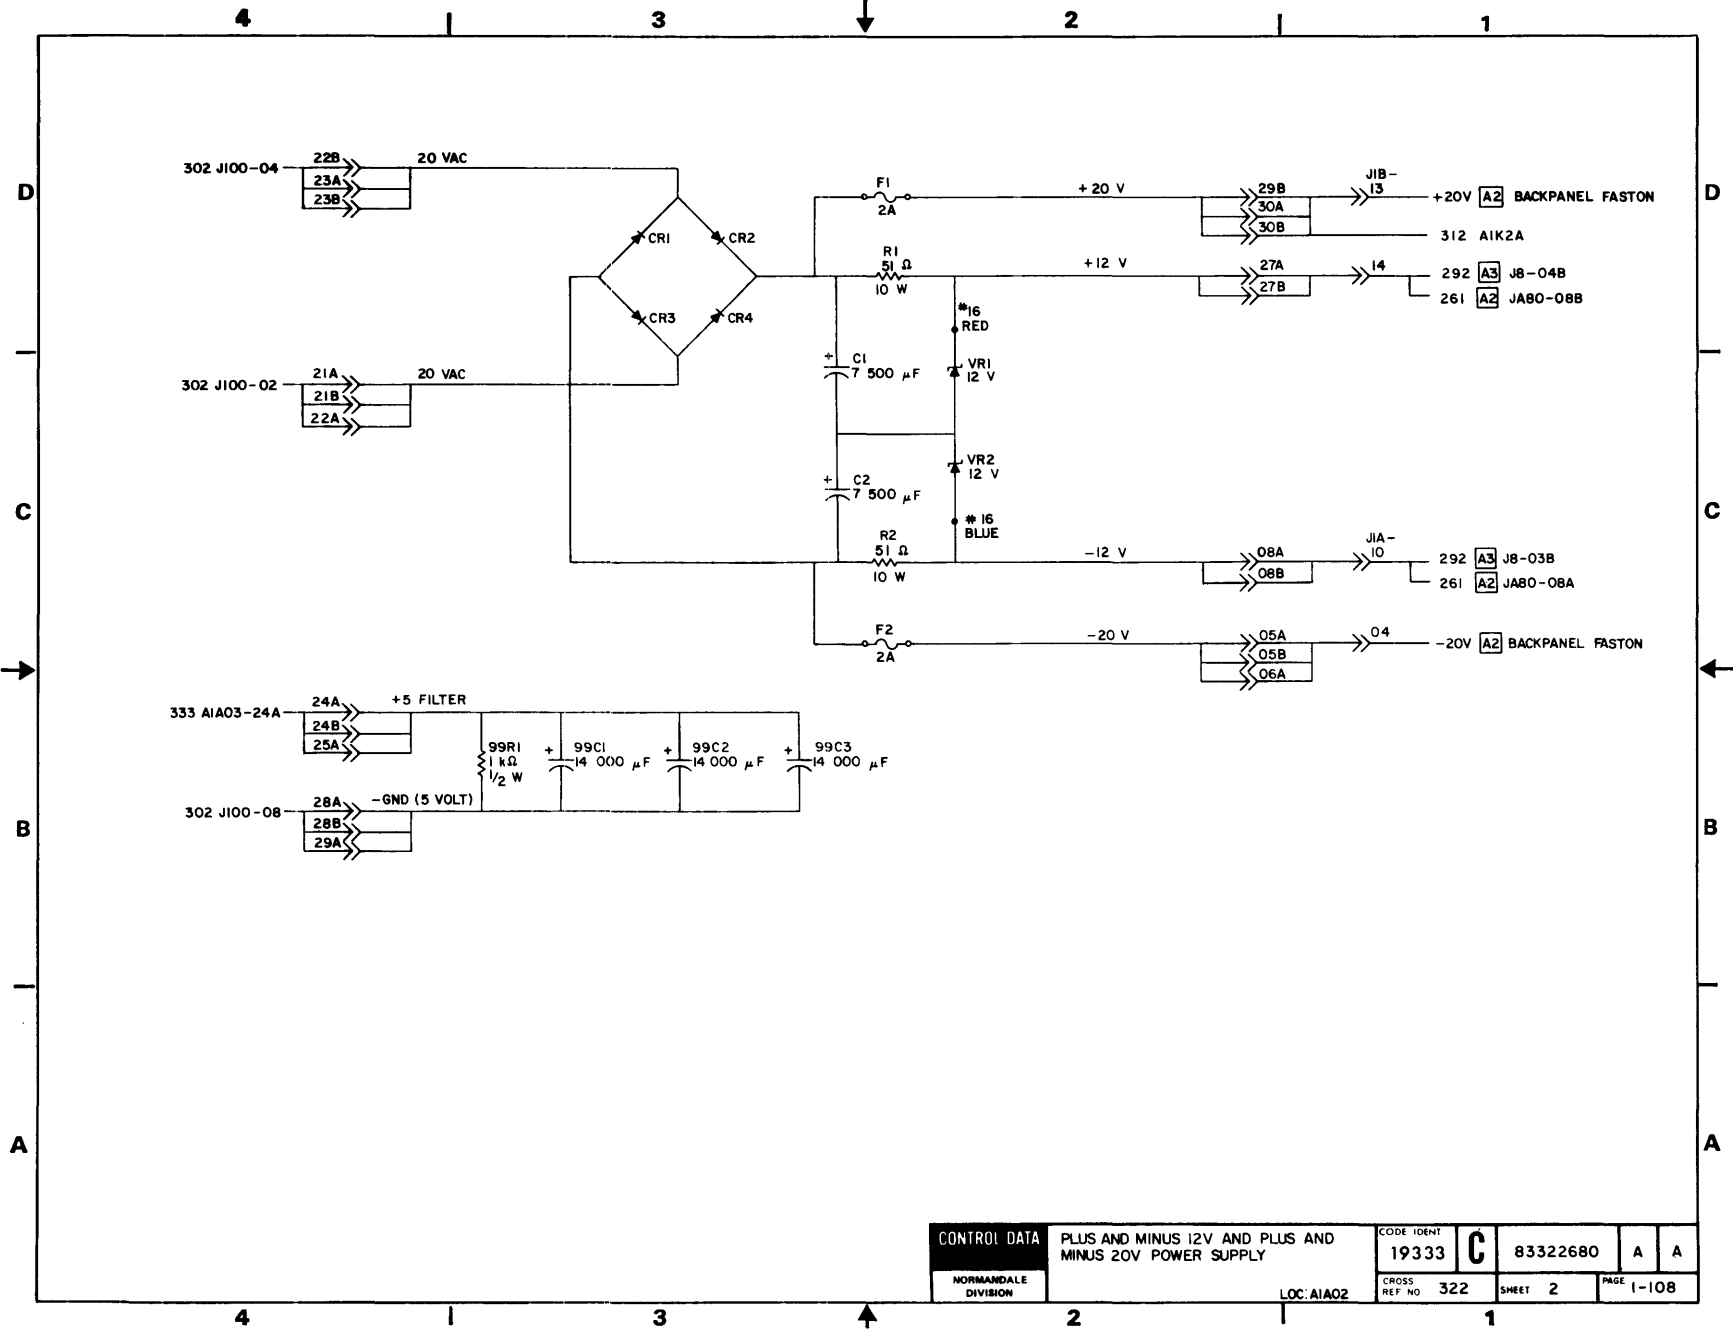 4 3 2 1
D D
C C
B B
A A
302 J100-04
22B
23A
23B
20 VAC
302 J100-02
21A
21B
22A
20 VAC
CR1
CR2
CR3
CR4
F1
2A
+20 V
29B
30A
30B
J1B-
13
+20V A2 BACKPANEL FASTON
312 A1K2A
R1
51 Ω
10 W
+12 V
27A
27B
14
292 A3 J8-04B
261 A2 JA80-08B
#16
RED
+ C1
7 500 µF
VR1
12 V
VR2
12 V
+ C2
7 500 µF
#16
BLUE
R2
51 Ω
10 W
-12 V
08A
08B
J1A-
10
292 A3 J8-03B
261 A2 JA80-08A
F2
2A
-20 V
05A
05B
06A
04
-20V A2 BACKPANEL FASTON
333 A1A03-24A
24A
24B
25A
+5 FILTER
99R1
1 kΩ
1/2 W
+ 99C1
14 000 µF
+ 99C2
14 000 µF
+ 99C3
14 000 µF
302 J100-08
28A
28B
29A
-GND (5 VOLT)
CONTROL DATA
NORMANDALE
DIVISION
PLUS AND MINUS 12V AND PLUS AND
MINUS 20V POWER SUPPLY
LOC: A1A02
CODE IDENT
19333
C
83322680
A
A
CROSS
REF NO
322
SHEET 2
PAGE 1-108
4 3 2 1